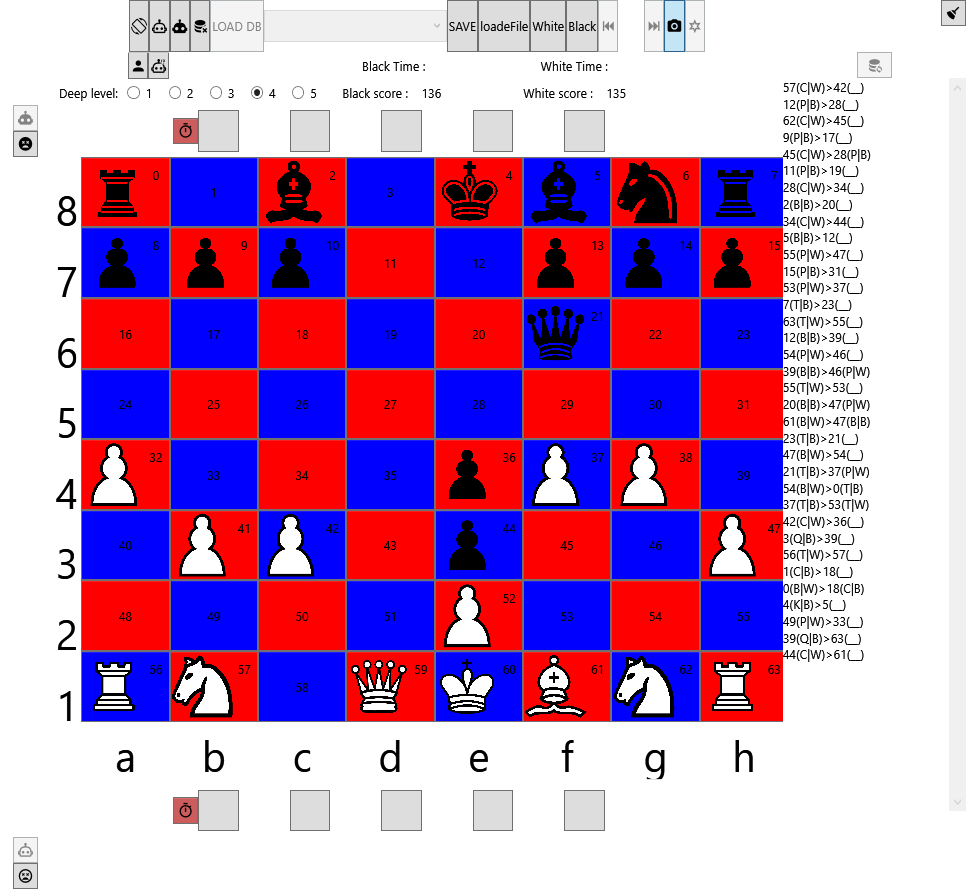 LOAD DB SAVE loadeFile White Black
Black Time : White Time :
Deep level: 1 2 3 4 5 Black score : 136 White score : 135
57(C|W)>42(__)
12(P|B)>28(__)
62(C|W)>45(__)
9(P|B)>17(__)
45(C|W)>28(P|B)
11(P|B)>19(__)
28(C|W)>34(__)
2(B|B)>20(__)
34(C|W)>44(__)
5(B|B)>12(__)
55(P|W)>47(__)
15(P|B)>31(__)
53(P|W)>37(__)
7(T|B)>23(__)
63(T|W)>55(__)
12(B|B)>39(__)
54(P|W)>46(__)
39(B|B)>46(P|W)
55(T|W)>53(__)
20(B|B)>47(P|W)
61(B|W)>47(B|B)
23(T|B)>21(__)
47(B|W)>54(__)
21(T|B)>37(P|W)
54(B|W)>0(T|B)
37(T|B)>53(T|W)
42(C|W)>36(__)
3(Q|B)>39(__)
56(T|W)>57(__)
1(C|B)>18(__)
0(B|W)>18(C|B)
4(K|B)>5(__)
49(P|W)>33(__)
39(Q|B)>63(__)
44(C|W)>61(__)
8 0 1 2 3 4 5 6 7
7 8 9 10 11 12 13 14 15
6 16 17 18 19 20 21 22 23
5 24 25 26 27 28 29 30 31
4 32 33 34 35 36 37 38 39
3 40 41 42 43 44 45 46 47
2 48 49 50 51 52 53 54 55
1 56 57 58 59 60 61 62 63
a b c d e f g h